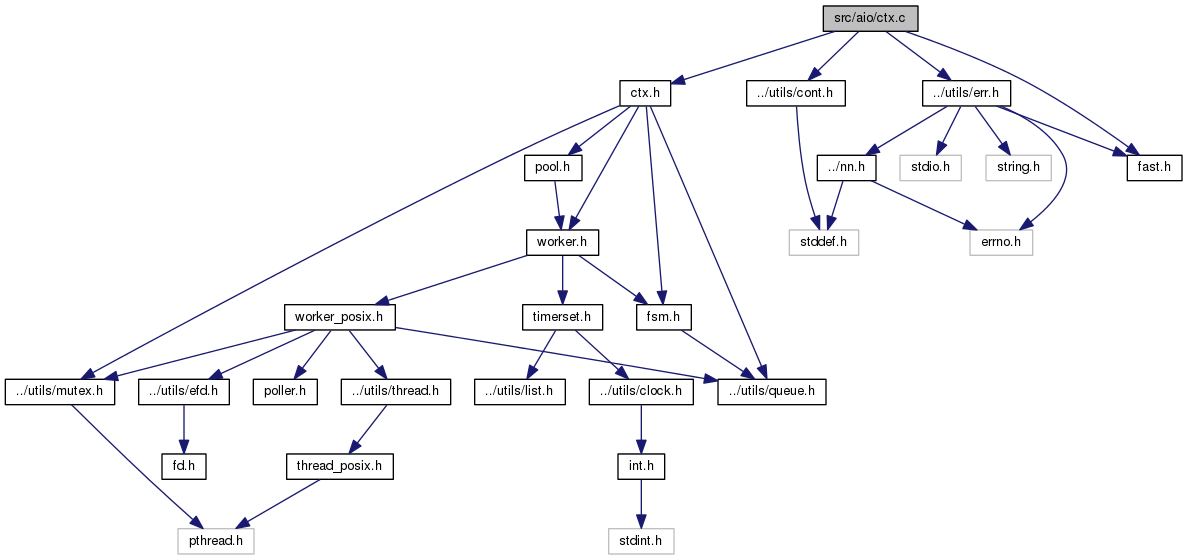 src/aio/ctx.c
ctx.h
../utils/cont.h
../utils/err.h
pool.h
../nn.h
stdio.h
string.h
fast.h
worker.h
stddef.h
errno.h
worker_posix.h
timerset.h
fsm.h
../utils/mutex.h
../utils/efd.h
poller.h
../utils/thread.h
../utils/list.h
../utils/clock.h
../utils/queue.h
fd.h
thread_posix.h
int.h
pthread.h
stdint.h